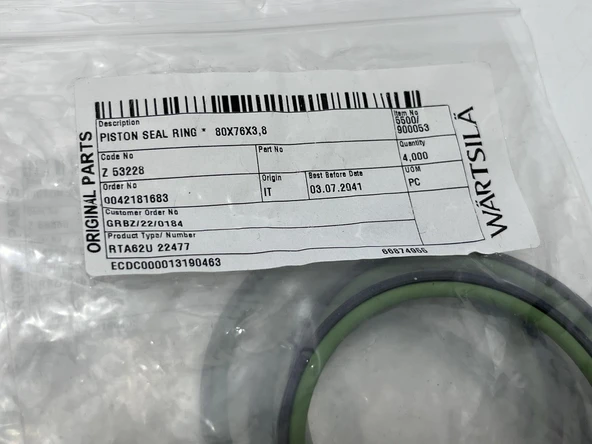 ORIGINAL PARTS
Description
PISTON SEAL RING * 80X76X3,8
Item No
5500/
900053
Code No
Z 53228
Part No
Quantity
4,000
Order No
0042181683
Origin
IT
Best Before Date
03.07.2041
UOM
PC
Customer Order No
GRBZ/22/0184
Product Type/ Number
RTA62U 22477
66874966
ECDC000013190463
WÄRTSILÄ